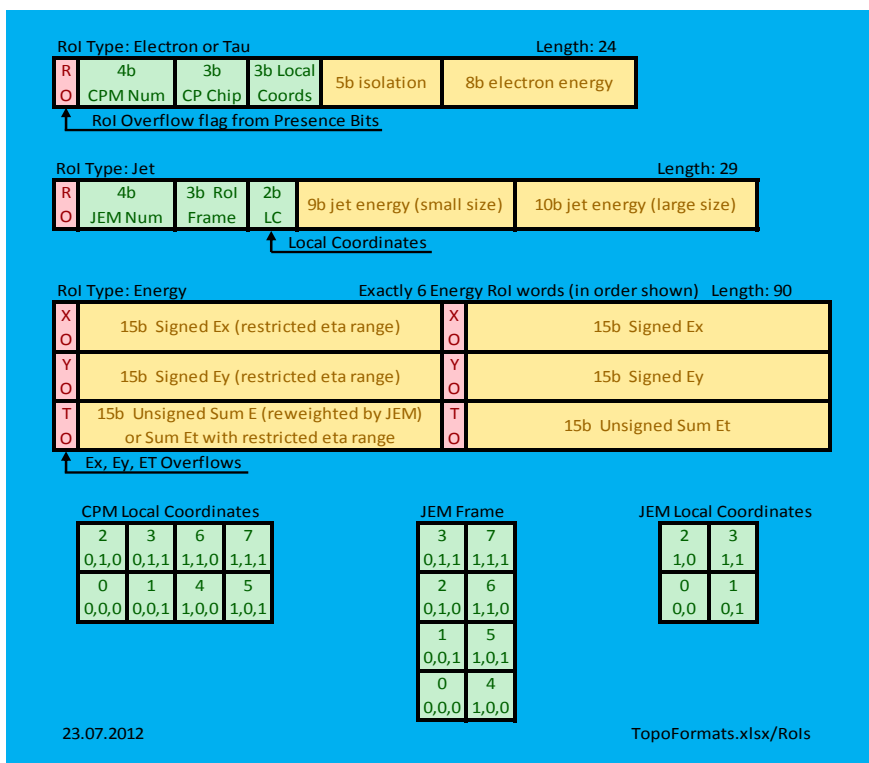 RoI Type: Electron or Tau Length: 24
R O 4b CPM Num 3b CP Chip 3b Local Coords 5b isolation 8b electron energy
RoI Overflow flag from Presence Bits
RoI Type: Jet Length: 29
R O 4b JEM Num 3b RoI Frame 2b LC 9b jet energy (small size) 10b jet energy (large size)
Local Coordinates
RoI Type: Energy Exactly 6 Energy RoI words (in order shown) Length: 90
X O 15b Signed Ex (restricted eta range) X O 15b Signed Ex
Y O 15b Signed Ey (restricted eta range) Y O 15b Signed Ey
T O 15b Unsigned Sum E (reweighted by JEM) or Sum Et with restricted eta range T O 15b Unsigned Sum Et
Ex, Ey, ET Overflows
CPM Local Coordinates
2 3 6 7
0,1,0 0,1,1 1,1,0 1,1,1
0 1 4 5
0,0,0 0,0,1 1,0,0 1,0,1
JEM Frame
3 7
0,1,1 1,1,1
2 6
0,1,0 1,1,0
1 5
0,0,1 1,0,1
0 4
0,0,0 1,0,0
JEM Local Coordinates
2 3
1,0 1,1
0 1
0,0 0,1
23.07.2012 TopoFormats.xlsx/RoIs